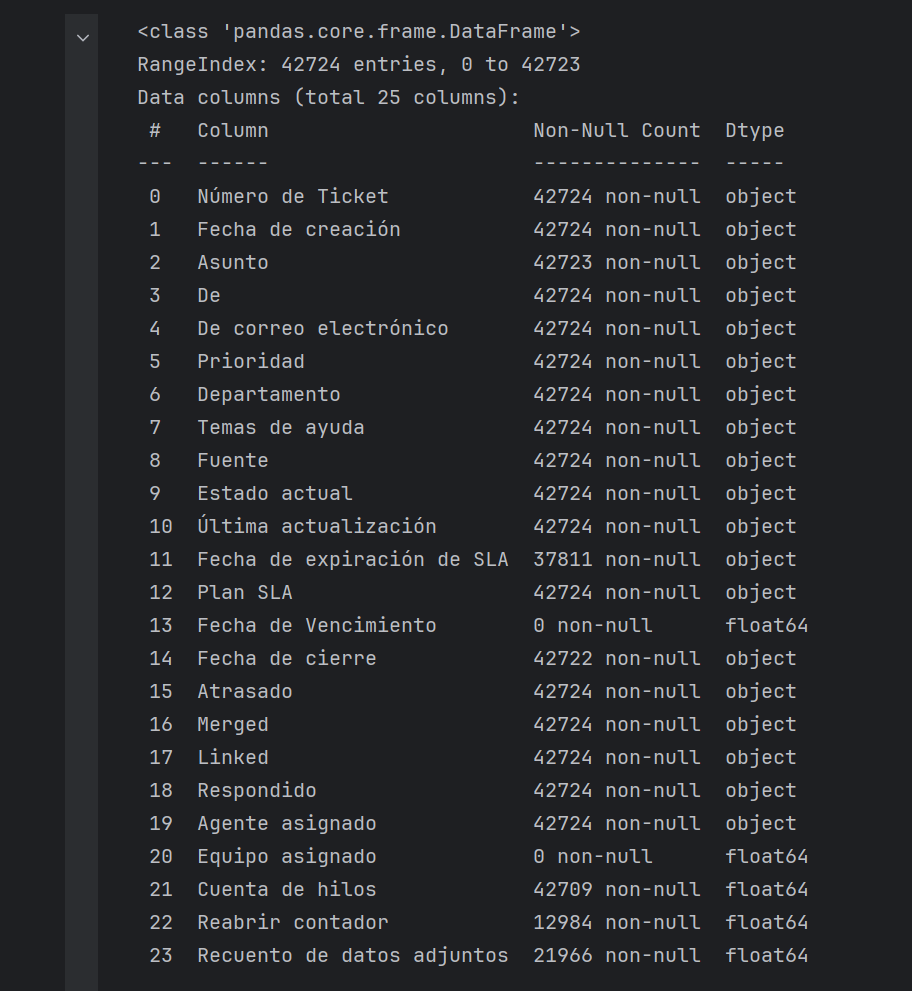 <class 'pandas.core.frame.DataFrame'>
RangeIndex: 42724 entries, 0 to 42723
Data columns (total 25 columns):
 #   Column                      Non-Null Count  Dtype
---  ------                      --------------  -----
 0   Número de Ticket            42724 non-null  object
 1   Fecha de creación           42724 non-null  object
 2   Asunto                      42723 non-null  object
 3   De                          42724 non-null  object
 4   De correo electrónico       42724 non-null  object
 5   Prioridad                   42724 non-null  object
 6   Departamento                42724 non-null  object
 7   Temas de ayuda              42724 non-null  object
 8   Fuente                      42724 non-null  object
 9   Estado actual               42724 non-null  object
 10  Última actualización        42724 non-null  object
 11  Fecha de expiración de SLA  37811 non-null  object
 12  Plan SLA                    42724 non-null  object
 13  Fecha de Vencimiento        0 non-null      float64
 14  Fecha de cierre             42722 non-null  object
 15  Atrasado                    42724 non-null  object
 16  Merged                      42724 non-null  object
 17  Linked                      42724 non-null  object
 18  Respondido                  42724 non-null  object
 19  Agente asignado             42724 non-null  object
 20  Equipo asignado             0 non-null      float64
 21  Cuenta de hilos             42709 non-null  float64
 22  Reabrir contador            12984 non-null  float64
 23  Recuento de datos adjuntos  21966 non-null  float64